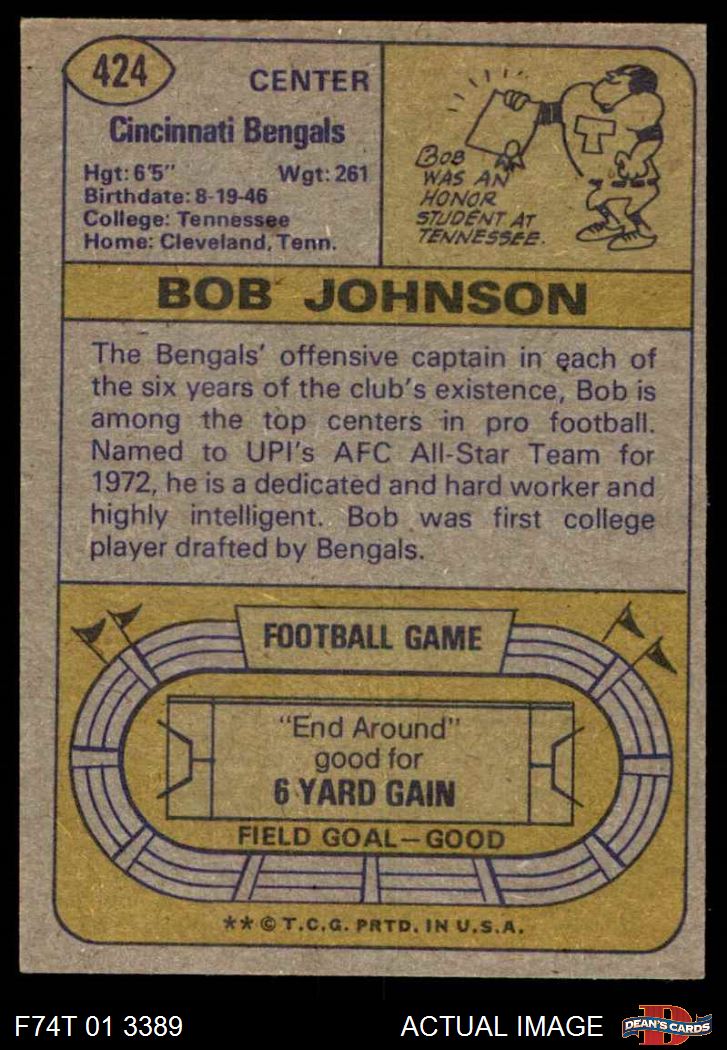 424
CENTER
Cincinnati Bengals
Hgt: 6'5" Wgt: 261
Birthdate: 8-19-46
College: Tennessee
Home: Cleveland, Tenn.
BOB
WAS AN
HONOR
STUDENT AT
TENNESSEE.
T
BOB JOHNSON
The Bengals' offensive captain in each of
the six years of the club's existence, Bob is
among the top centers in pro football.
Named to UPI's AFC All-Star Team for
1972, he is a dedicated and hard worker and
highly intelligent. Bob was first college
player drafted by Bengals.
FOOTBALL GAME
"End Around"
good for
6 YARD GAIN
FIELD GOAL—GOOD
** © T.C.G. PRTD. IN U.S.A.
F74T 01 3389
ACTUAL IMAGE
D
DEAN'S CARDS